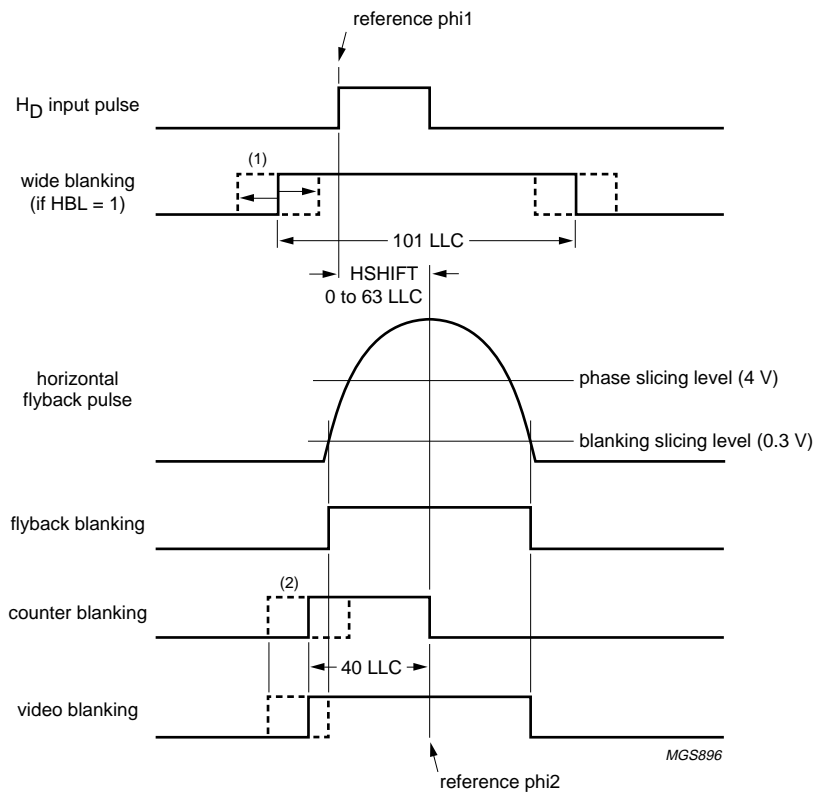 reference phi1
HD input pulse
(1)
wide blanking
(if HBL = 1)
101 LLC
HSHIFT
0 to 63 LLC
phase slicing level (4 V)
horizontal
flyback pulse
blanking slicing level (0.3 V)
flyback blanking
(2)
counter blanking
40 LLC
video blanking
MGS896
reference phi2